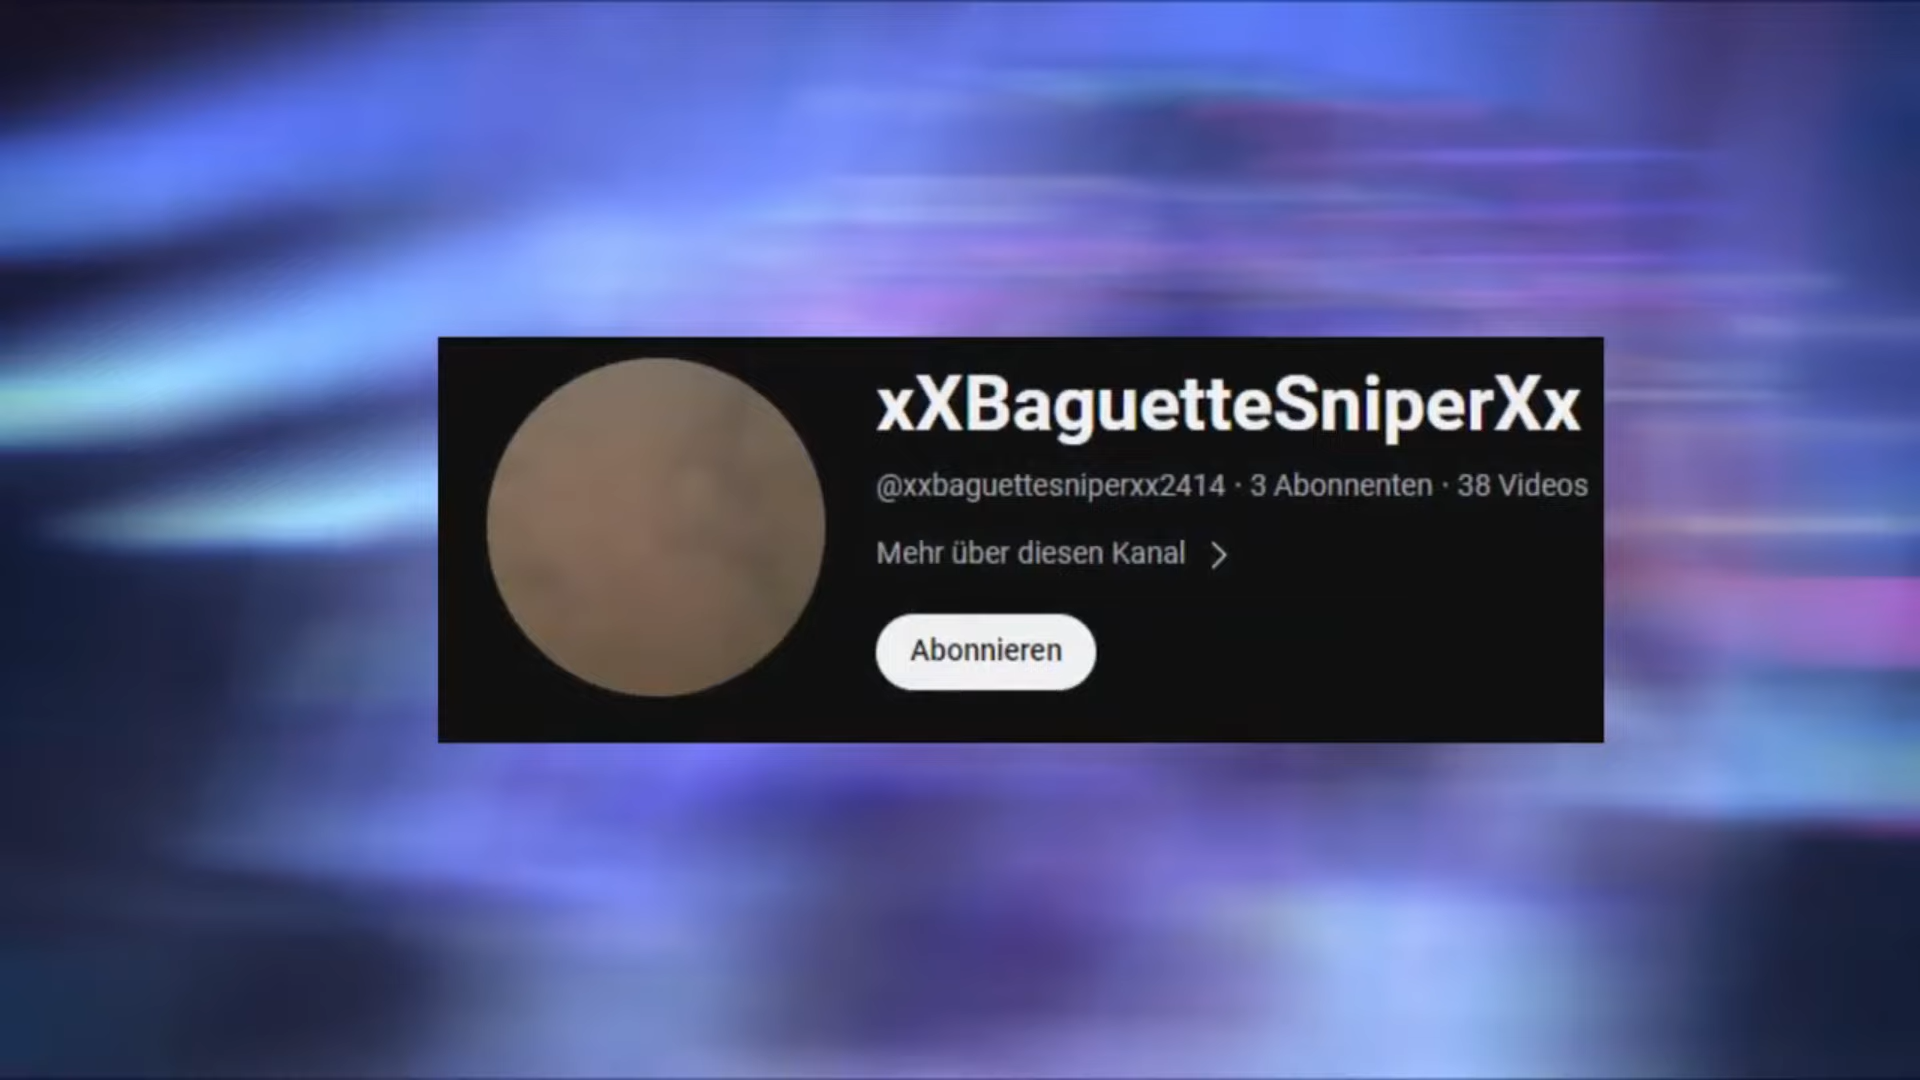 xXBaguetteSniperXx
@xxbaguettesniperxx2414 · 3 Abonnenten · 38 Videos
Mehr über diesen Kanal
Abonnieren